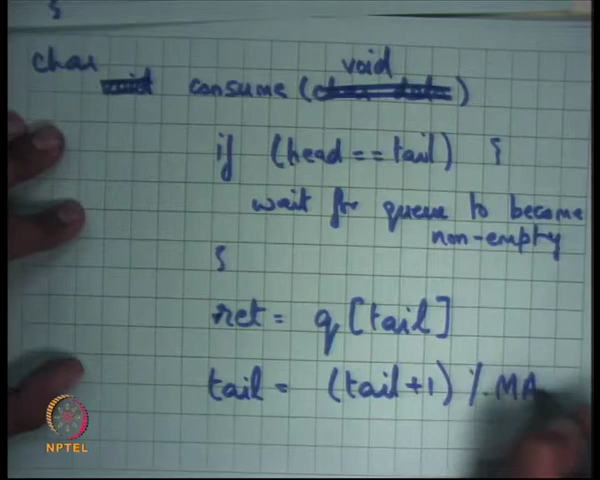 }
char void consume (void)
if (head == tail) {
wait for queue to become
non-empty
}
ret = q [tail]
tail = (tail+1) % MA
NPTEL